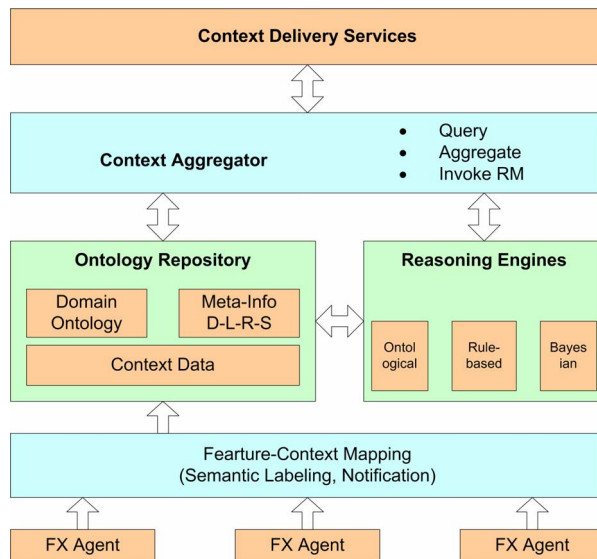 Context Delivery Services
Context Aggregator
• Query
• Aggregate
• Invoke RM
Ontology Repository
Domain
Ontology
Meta-Info
D-L-R-S
Context Data
Reasoning Engines
Ontol
ogical
Rule-
based
Bayes
ian
Fearture-Context Mapping
(Semantic Labeling, Notification)
FX Agent
FX Agent
FX Agent